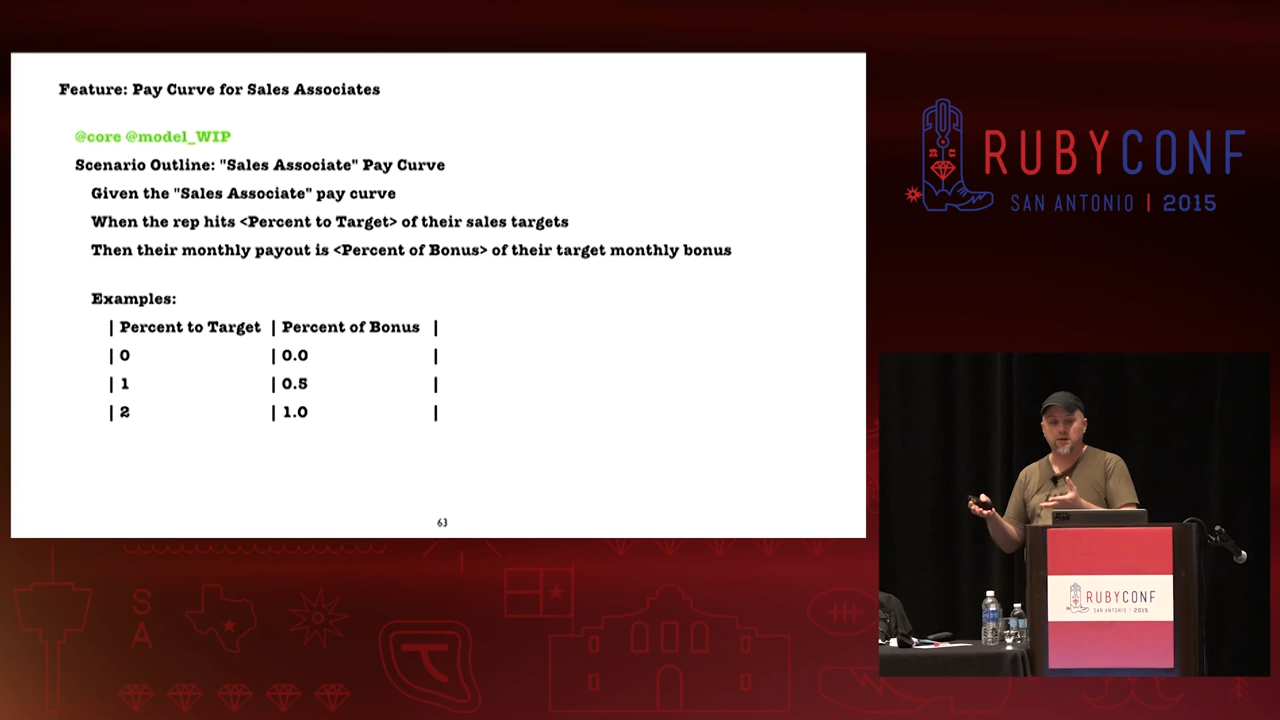 Feature: Pay Curve for Sales Associates
@core @model_WIP
Scenario Outline: "Sales Associate" Pay Curve
Given the "Sales Associate" pay curve
When the rep hits <Percent to Target> of their sales targets
Then their monthly payout is <Percent of Bonus> of their target monthly bonus
Examples:
| Percent to Target | Percent of Bonus |
| 0 | 0.0 |
| 1 | 0.5 |
| 2 | 1.0 |
63
RUBYCONF
SAN ANTONIO | 2015
RUBYCONF
SAN ANTONIO | 2015
S
A